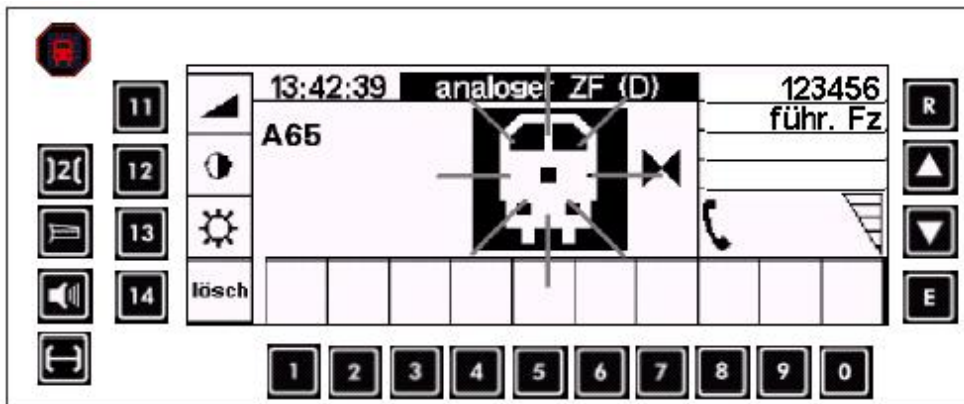 13:42:39 analoger ZF (D) 123456
führ. Fz
A65
lösch
11
12
13
14
)Z(
R
E
1 2 3 4 5 6 7 8 9 0